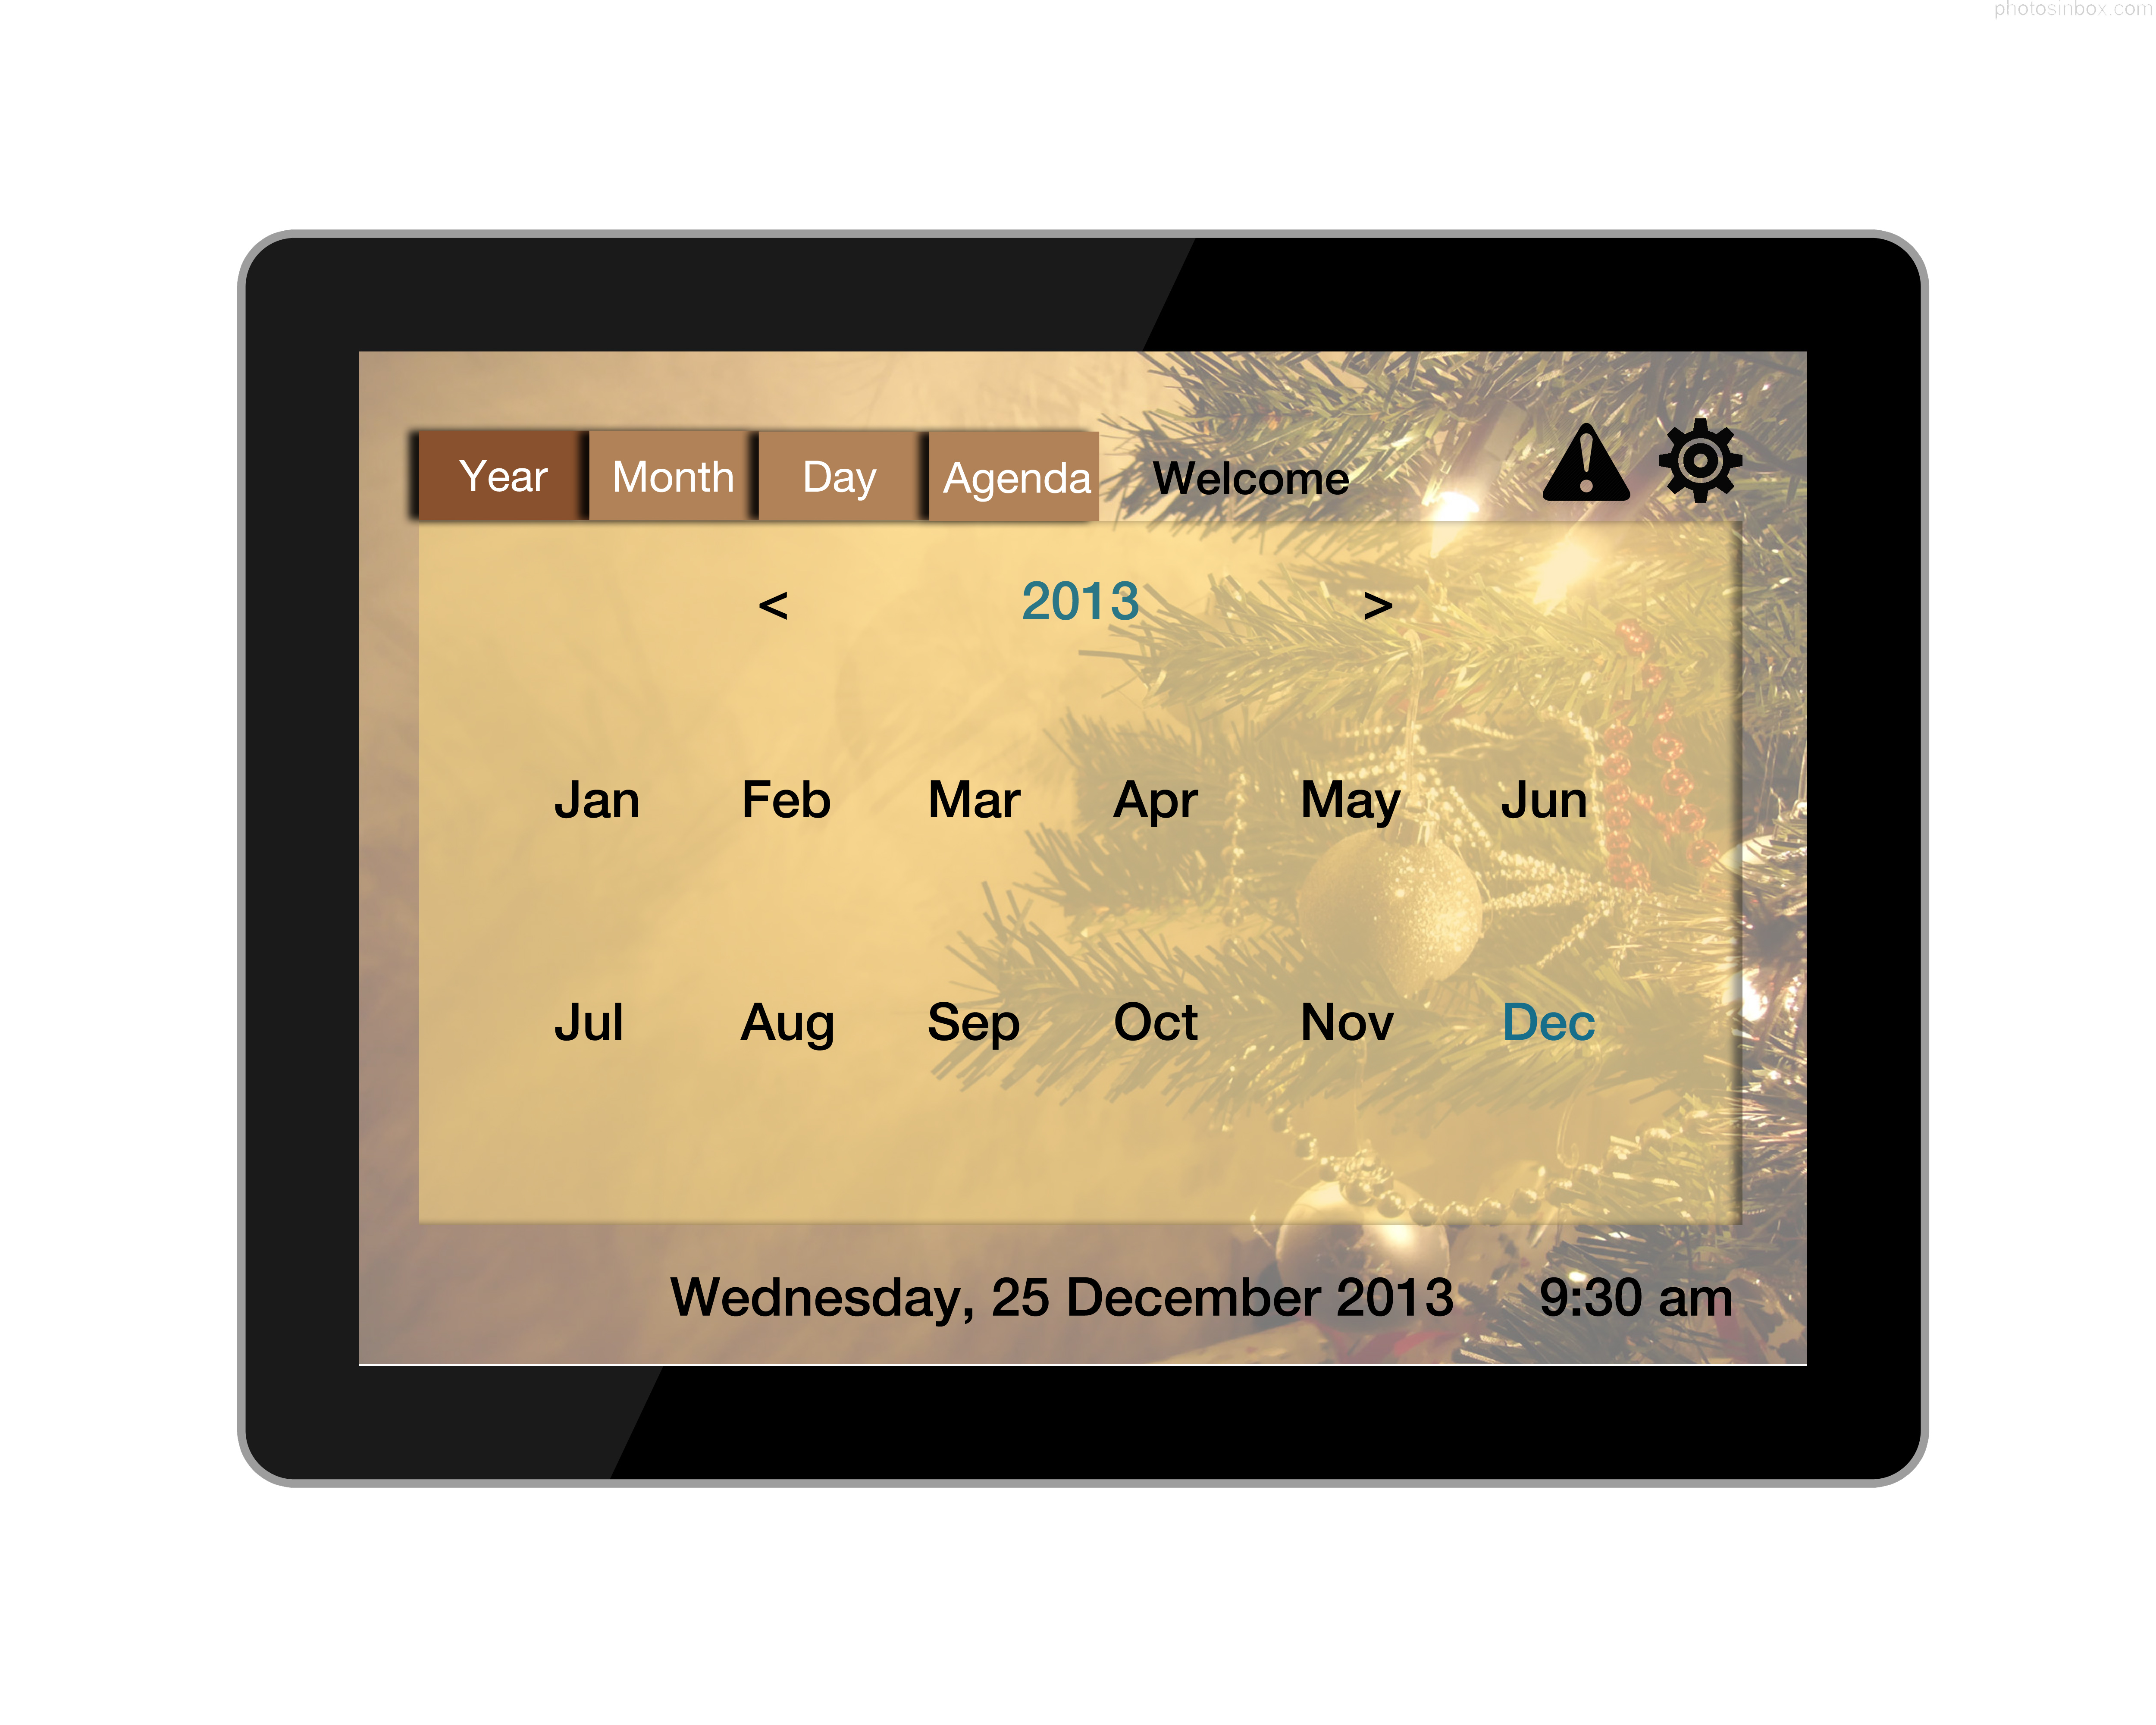 photosinbox.com
Year Month Day Agenda Welcome
< 2013 >
Jan Feb Mar Apr May Jun
Jul Aug Sep Oct Nov Dec
Wednesday, 25 December 2013 9:30 am